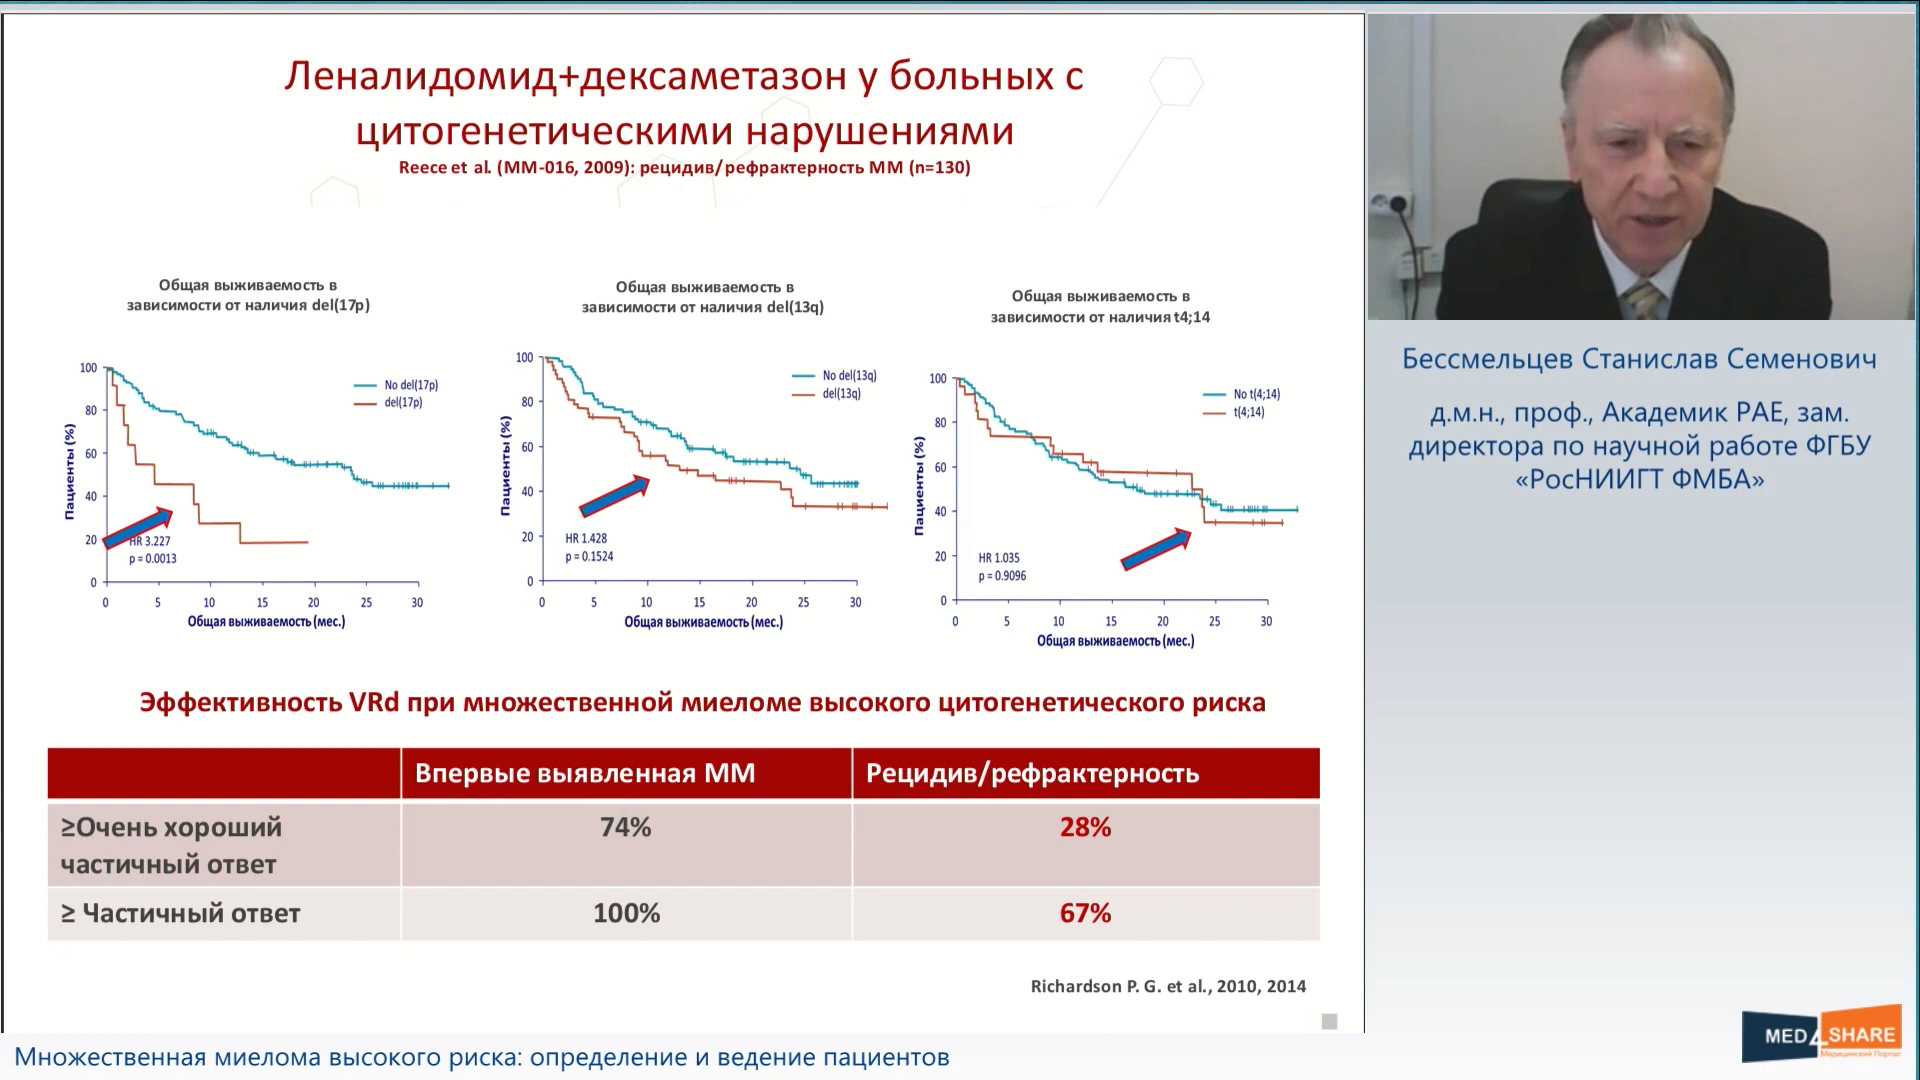 Леналидомид+дексаметазон у больных с
цитогенетическими нарушениями
Reece et al. (MM-016, 2009): рецидив/рефрактерность ММ (n=130)
Общая выживаемость в
зависимости от наличия del(17p)
100
80
60
40
20
0
Пациенты (%)
No del(17p)
del(17p)
HR 3.227
p = 0.0013
0 5 10 15 20 25 30
Общая выживаемость (мес.)
Общая выживаемость в
зависимости от наличия del(13q)
100
80
60
40
20
0
Пациенты (%)
No del(13q)
del(13q)
HR 1.428
p = 0.1524
0 5 10 15 20 25 30
Общая выживаемость (мес.)
Общая выживаемость в
зависимости от наличия t4;14
100
80
60
40
20
0
Пациенты (%)
No t(4;14)
t(4;14)
HR 1.035
p = 0.9096
0 5 10 15 20 25 30
Общая выживаемость (мес.)
Эффективность VRd при множественной миеломе высокого цитогенетического риска
Впервые выявленная ММ Рецидив/рефрактерность
≥Очень хороший
частичный ответ
74% 28%
≥ Частичный ответ 100% 67%
Richardson P. G. et al., 2010, 2014
Бессмельцев Станислав Семенович
д.м.н., проф., Академик РАЕ, зам.
директора по научной работе ФГБУ
«РосНИИГТ ФМБА»
Множественная миелома высокого риска: определение и ведение пациентов
MED4SHARE
Медицинский Портал